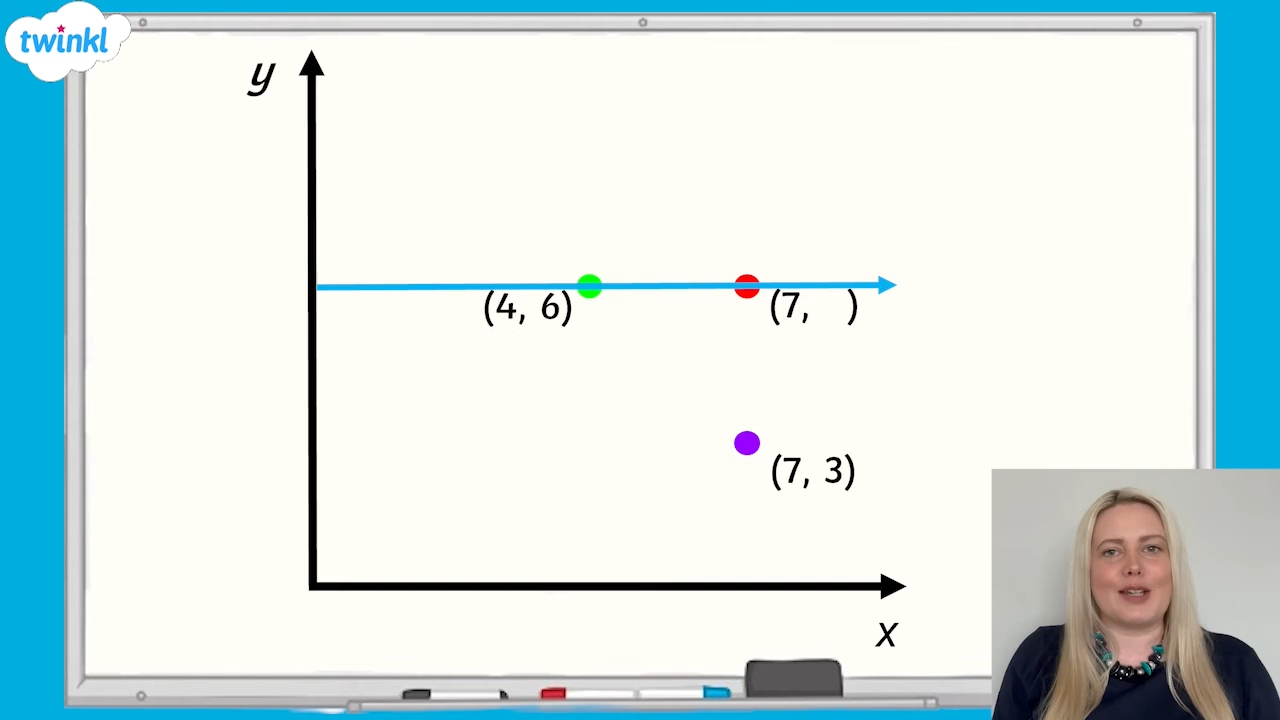 twinkl
y
(4, 6)
(7, )
(7, 3)
x